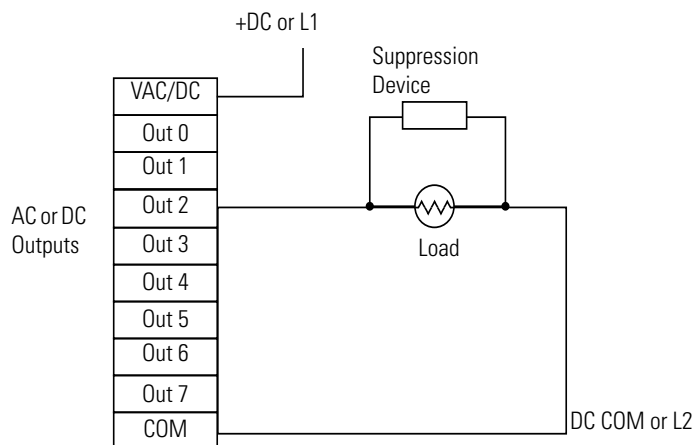 +DC or L1
Suppression
Device
VAC/DC
Out 0
Out 1
Out 2
Out 3
Out 4
Out 5
Out 6
Out 7
COM
AC or DC
Outputs
Load
DC COM or L2